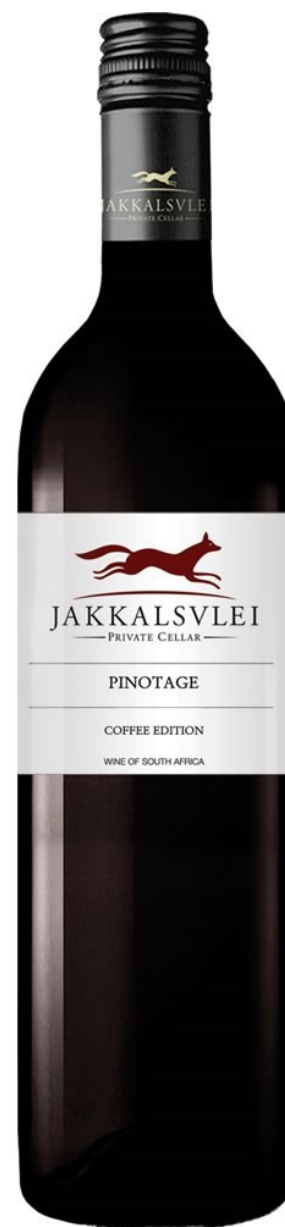 JAKKALSVLEI
PRIVATE CELLAR
JAKKALSVLEI
PRIVATE CELLAR
PINOTAGE
COFFEE EDITION
WINE OF SOUTH AFRICA